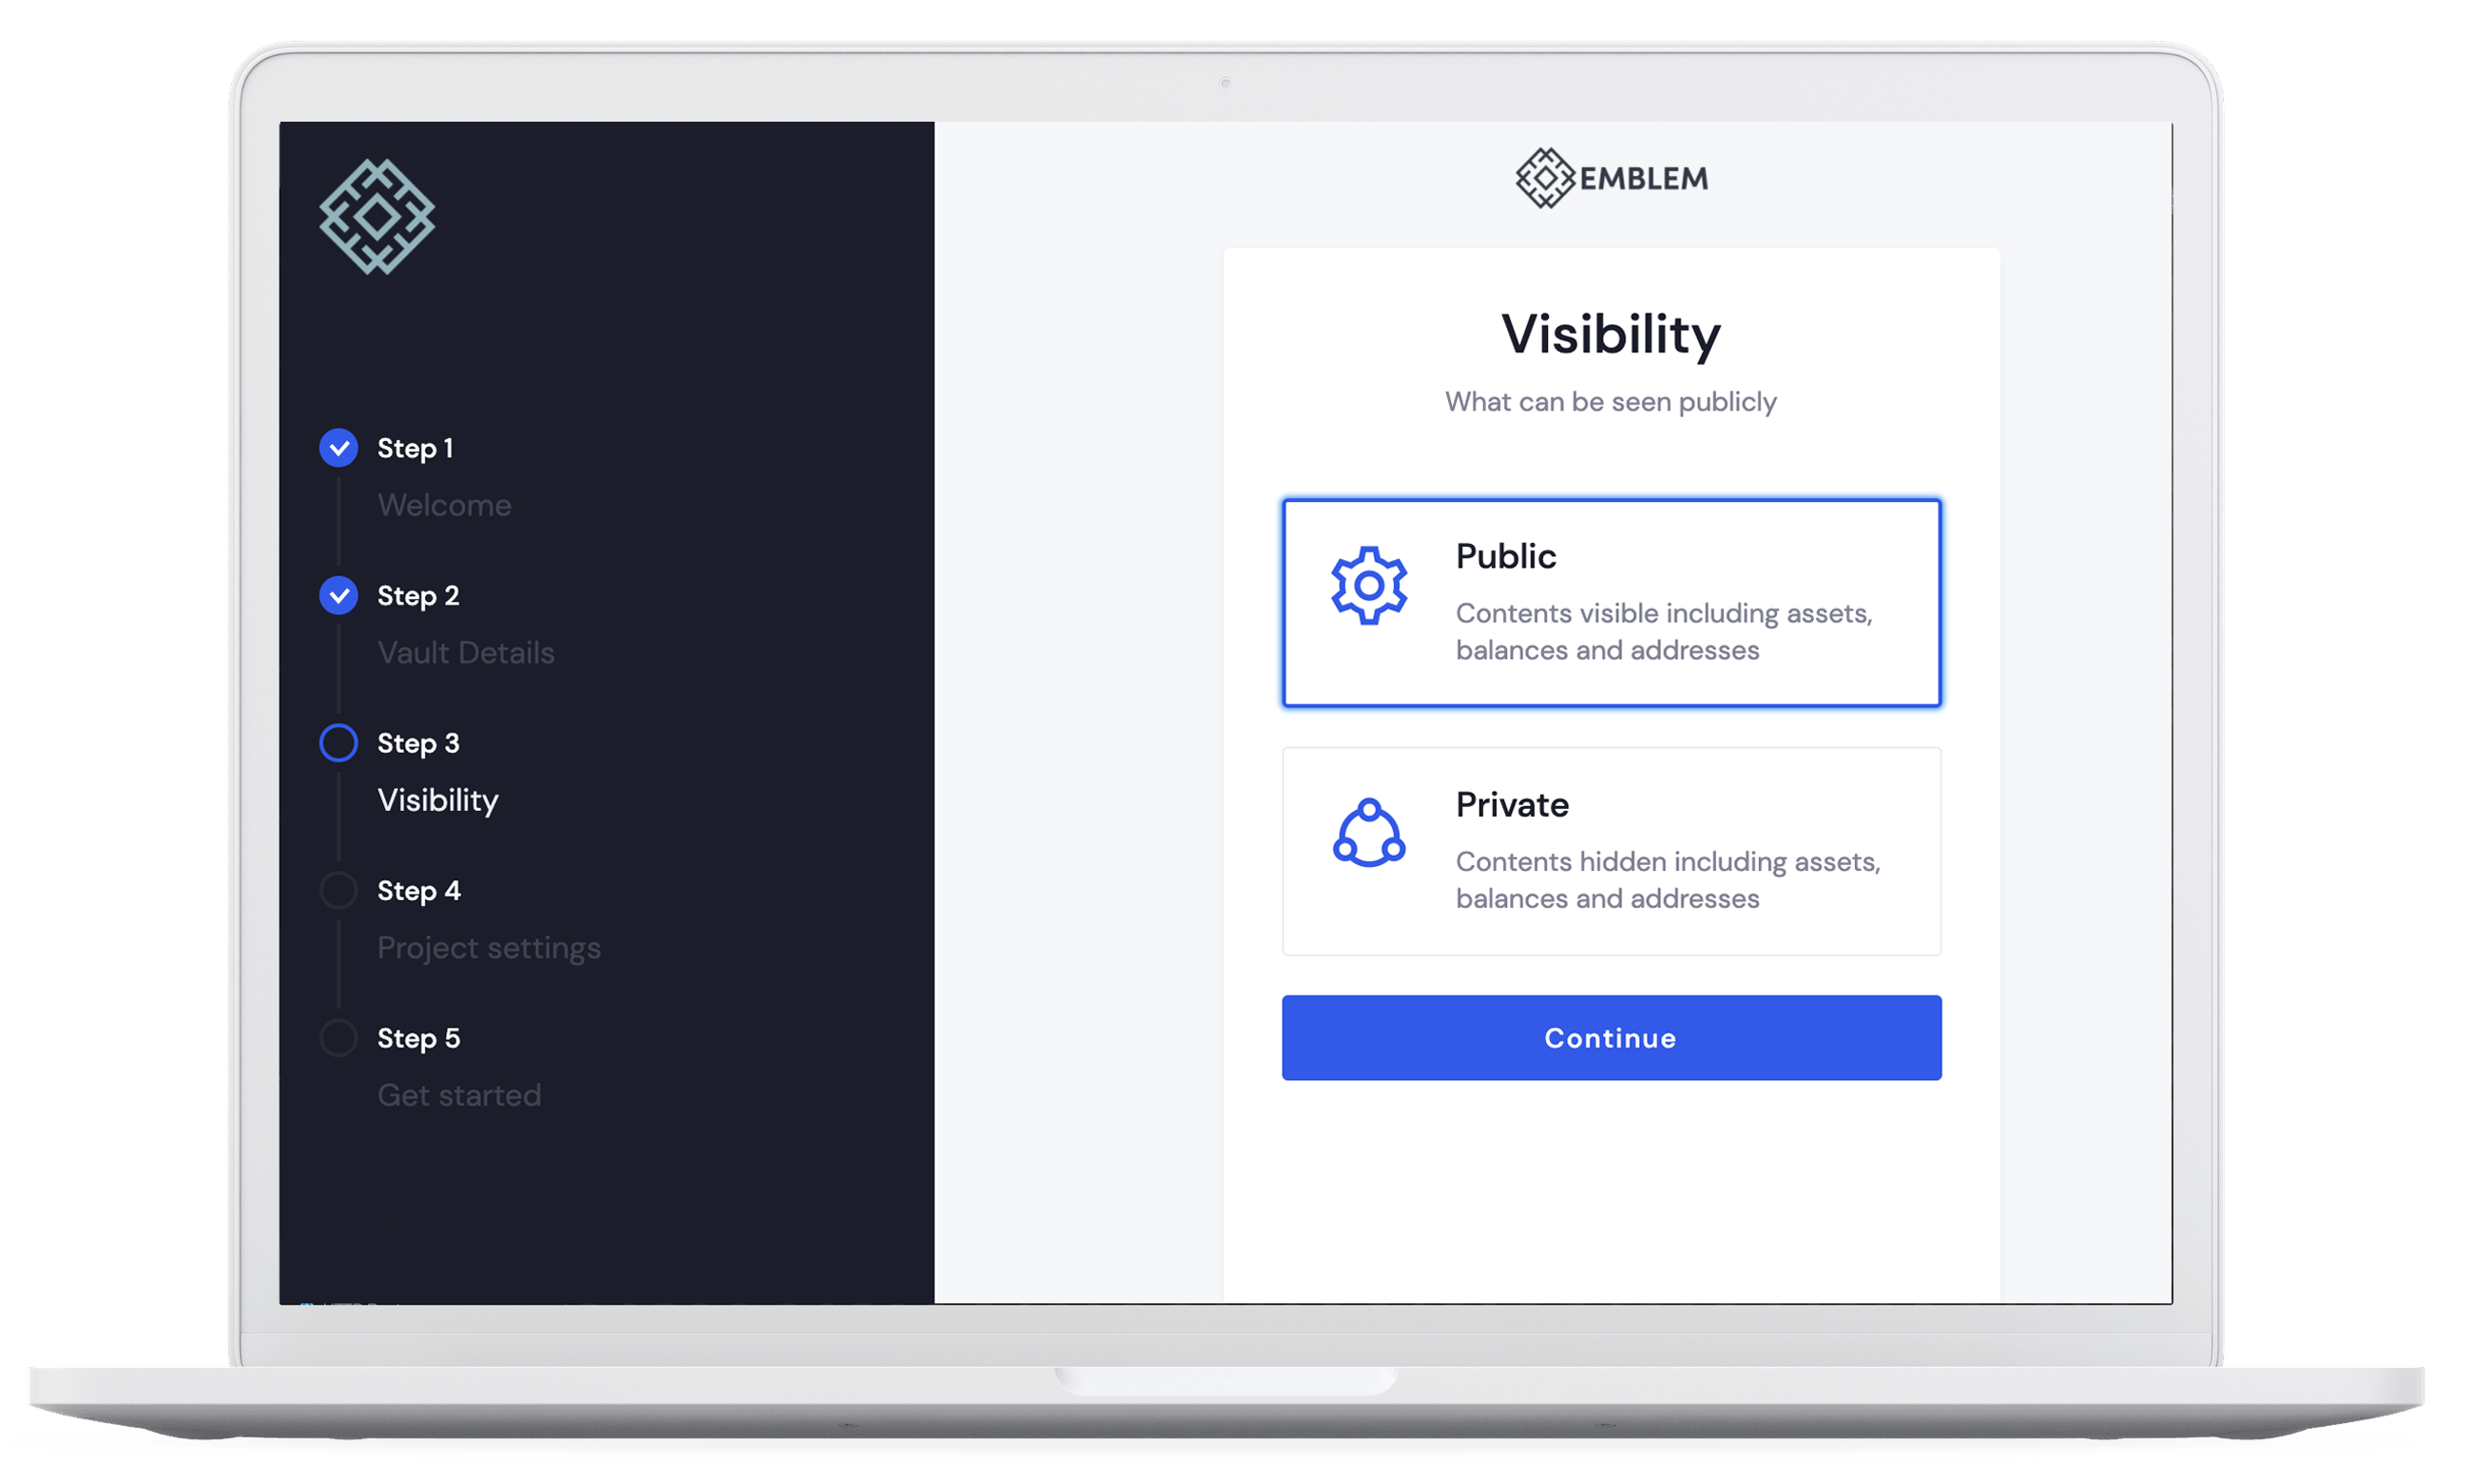 Step 1
Welcome
Step 2
Vault Details
Step 3
Visibility
Step 4
Project settings
Step 5
Get started
EMBLEM
Visibility
What can be seen publicly
Public
Contents visible including assets,
balances and addresses
Private
Contents hidden including assets,
balances and addresses
Continue